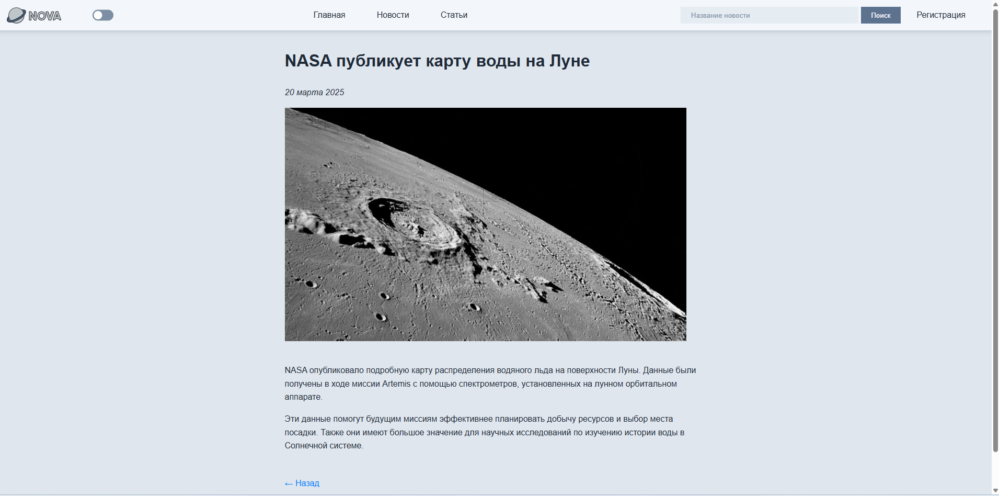 NOVA
Главная
Новости
Статьи
Название новости
Поиск
Регистрация
NASA публикует карту воды на Луне
20 марта 2025
NASA опубликовало подробную карту распределения водяного льда на поверхности Луны. Данные были
получены в ходе миссии Artemis с помощью спектрометров, установленных на лунном орбитальном
аппарате.
Эти данные помогут будущим миссиям эффективнее планировать добычу ресурсов и выбор места
посадки. Также они имеют большое значение для научных исследований по изучению истории воды в
Солнечной системе.
← Назад